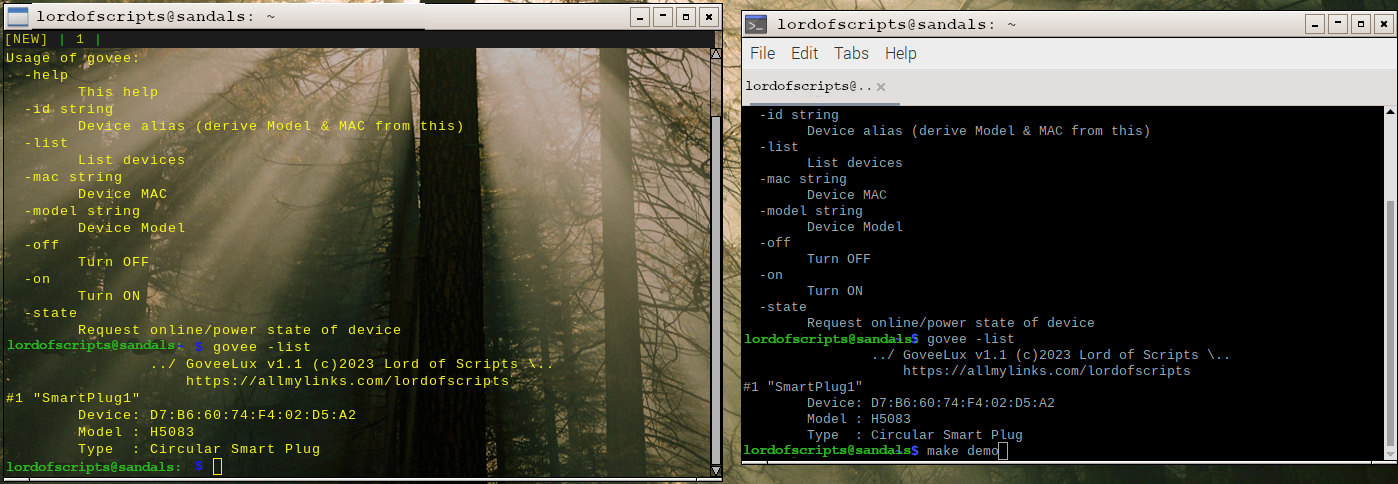 lordofscripts@sandals: ~
[NEW] | 1 |
Usage of govee:
-help
This help
-id string
Device alias (derive Model & MAC from this)
-list
List devices
-mac string
Device MAC
-model string
Device Model
-off
Turn OFF
-on
Turn ON
-state
Request online/power state of device
lordofscripts@sandals:~ $ govee -list
../ GoveeLux v1.1 (c)2023 Lord of Scripts \..
https://allmylinks.com/lordofscripts
#1 "SmartPlug1"
Device: D7:B6:60:74:F4:02:D5:A2
Model : H5083
Type  : Circular Smart Plug
lordofscripts@sandals: $
lordofscripts@sandals: ~
File Edit Tabs Help
lordofscripts@.. ×
-id string
Device alias (derive Model & MAC from this)
-list
List devices
-mac string
Device MAC
-model string
Device Model
-off
Turn OFF
-on
Turn ON
-state
Request online/power state of device
lordofscripts@sandals$ govee -list
../ GoveeLux v1.1 (c)2023 Lord of Scripts \..
https://allmylinks.com/lordofscripts
#1 "SmartPlug1"
Device: D7:B6:60:74:F4:02:D5:A2
Model : H5083
Type  : Circular Smart Plug
lordofscripts@sandals$ make demo